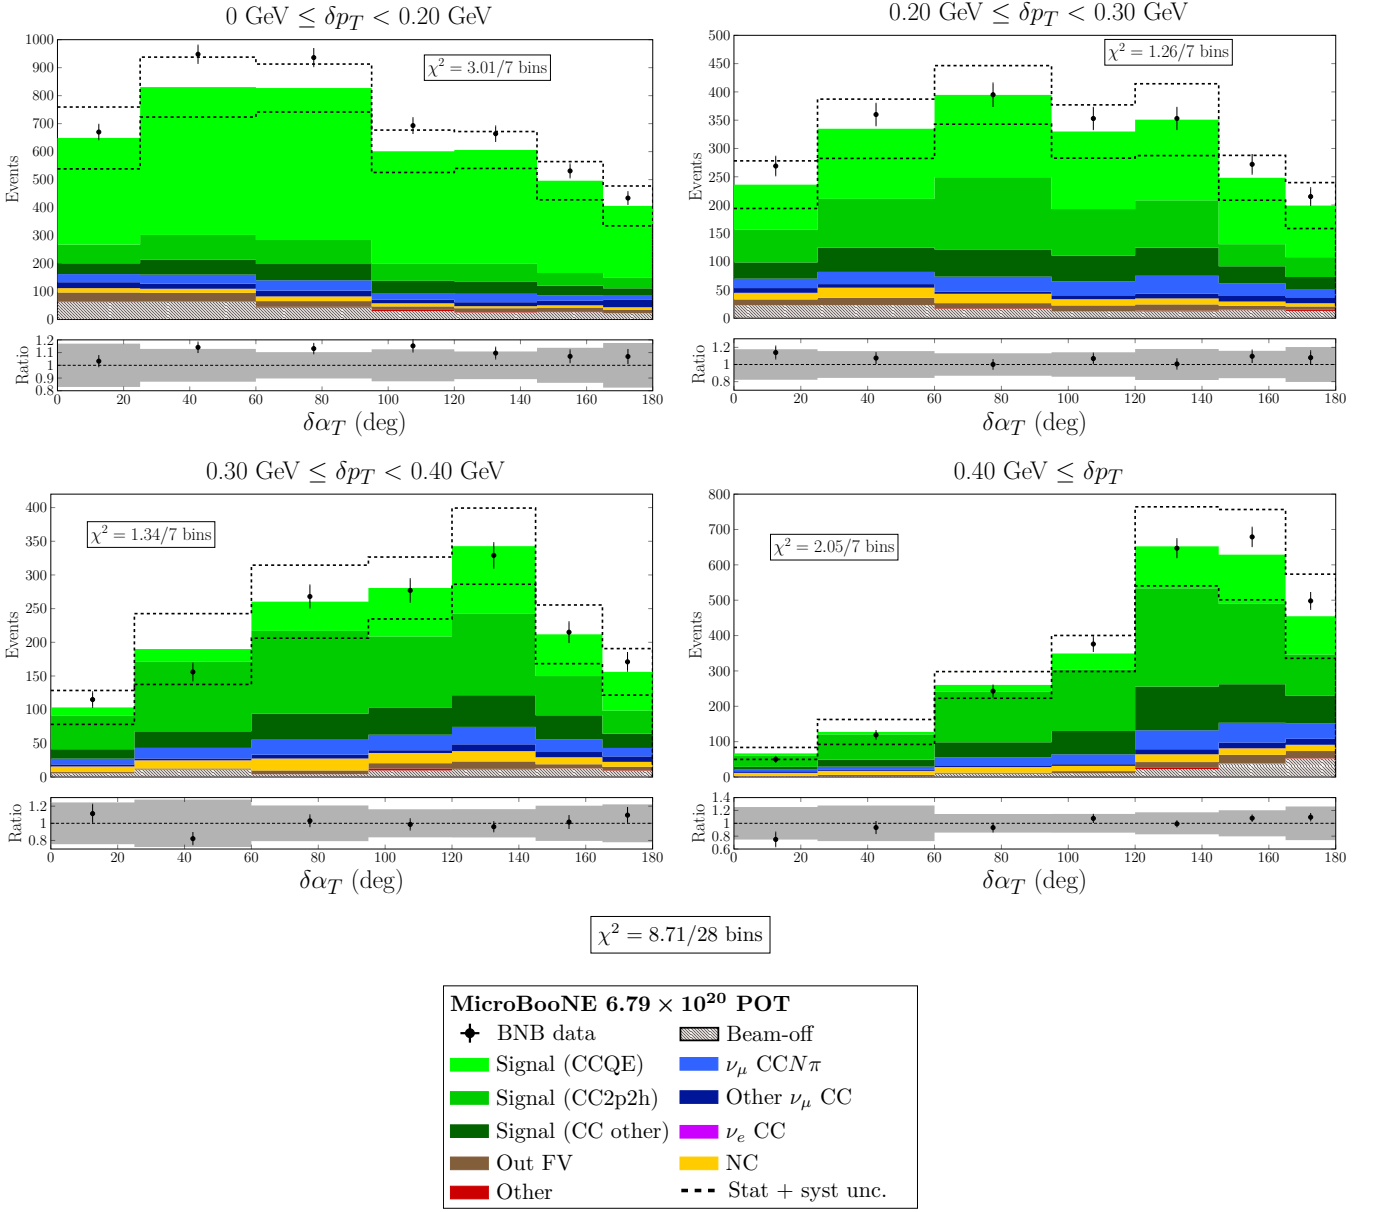 0 GeV ≤ δp_T < 0.20 GeV
χ² = 3.01/7 bins
Events
1000
900
800
700
600
500
400
300
200
100
0
Ratio
1.2
1.1
1
0.9
0.8
0 20 40 60 80 100 120 140 160 180
δα_T (deg)
0.20 GeV ≤ δp_T < 0.30 GeV
χ² = 1.26/7 bins
Events
500
450
400
350
300
250
200
150
100
50
0
Ratio
1.2
1
0.8
0 20 40 60 80 100 120 140 160 180
δα_T (deg)
0.30 GeV ≤ δp_T < 0.40 GeV
χ² = 1.34/7 bins
Events
400
350
300
250
200
150
100
50
0
Ratio
1.2
1
0.8
0 20 40 60 80 100 120 140 160 180
δα_T (deg)
0.40 GeV ≤ δp_T
χ² = 2.05/7 bins
Events
800
700
600
500
400
300
200
100
0
Ratio
1.4
1.2
1
0.8
0.6
0 20 40 60 80 100 120 140 160 180
δα_T (deg)
χ² = 8.71/28 bins
MicroBooNE 6.79 × 10²⁰ POT
BNB data
Beam-off
Signal (CCQE)
ν_μ CCNπ
Signal (CC2p2h)
Other ν_μ CC
Signal (CC other)
ν_e CC
Out FV
NC
Other
Stat + syst unc.